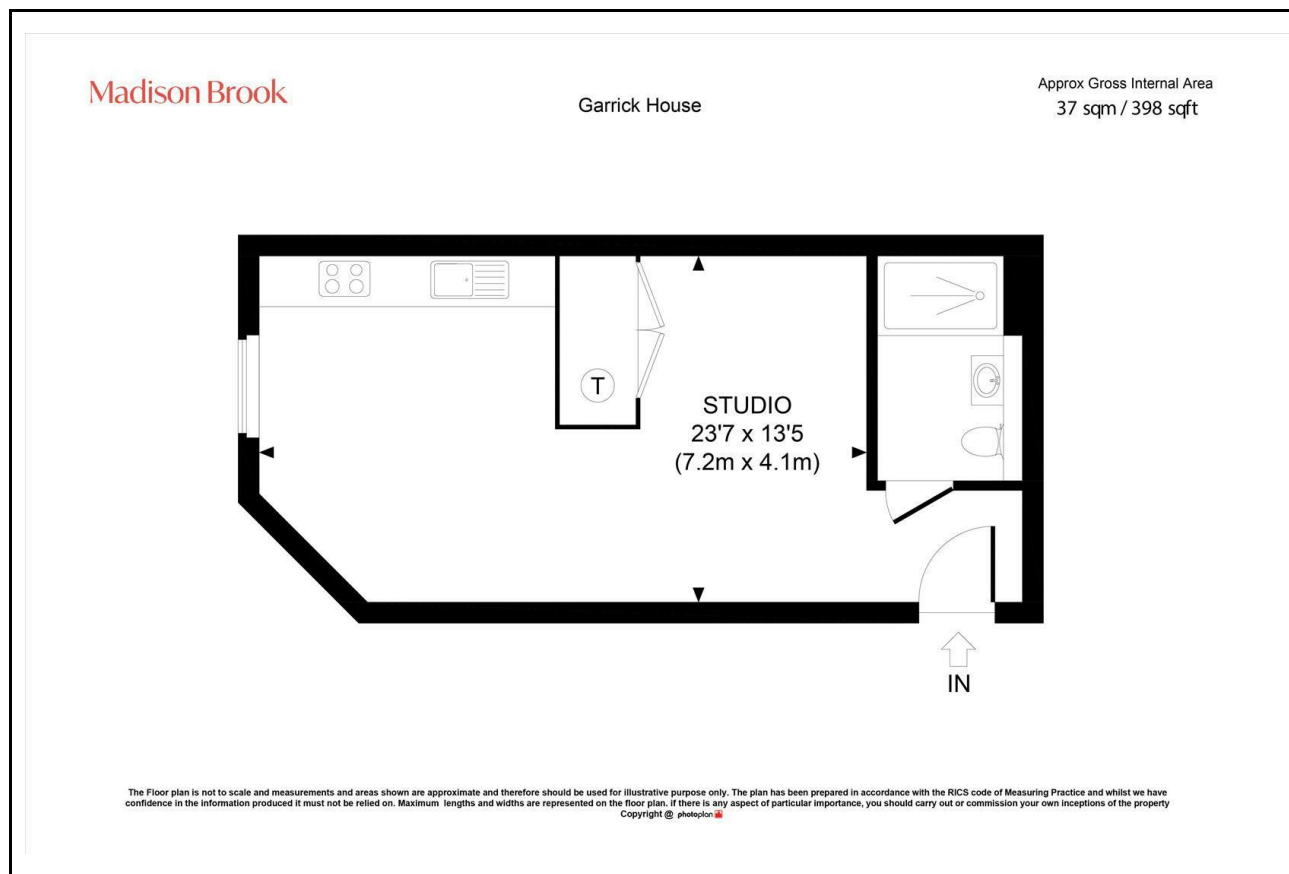 Madison Brook
Garrick House
Approx Gross Internal Area
37 sqm / 398 sqft
T
STUDIO
23'7 x 13'5
(7.2m x 4.1m)
IN
The Floor plan is not to scale and measurements and areas shown are approximate and therefore should be used for illustrative purpose only. The plan has been prepared in accordance with the RICS code of Measuring Practice and whilst we have
confidence in the information produced it must not be relied on. Maximum lengths and widths are represented on the floor plan. if there is any aspect of particular importance, you should carry out or commission your own inceptions of the property
Copyright @ photoplan